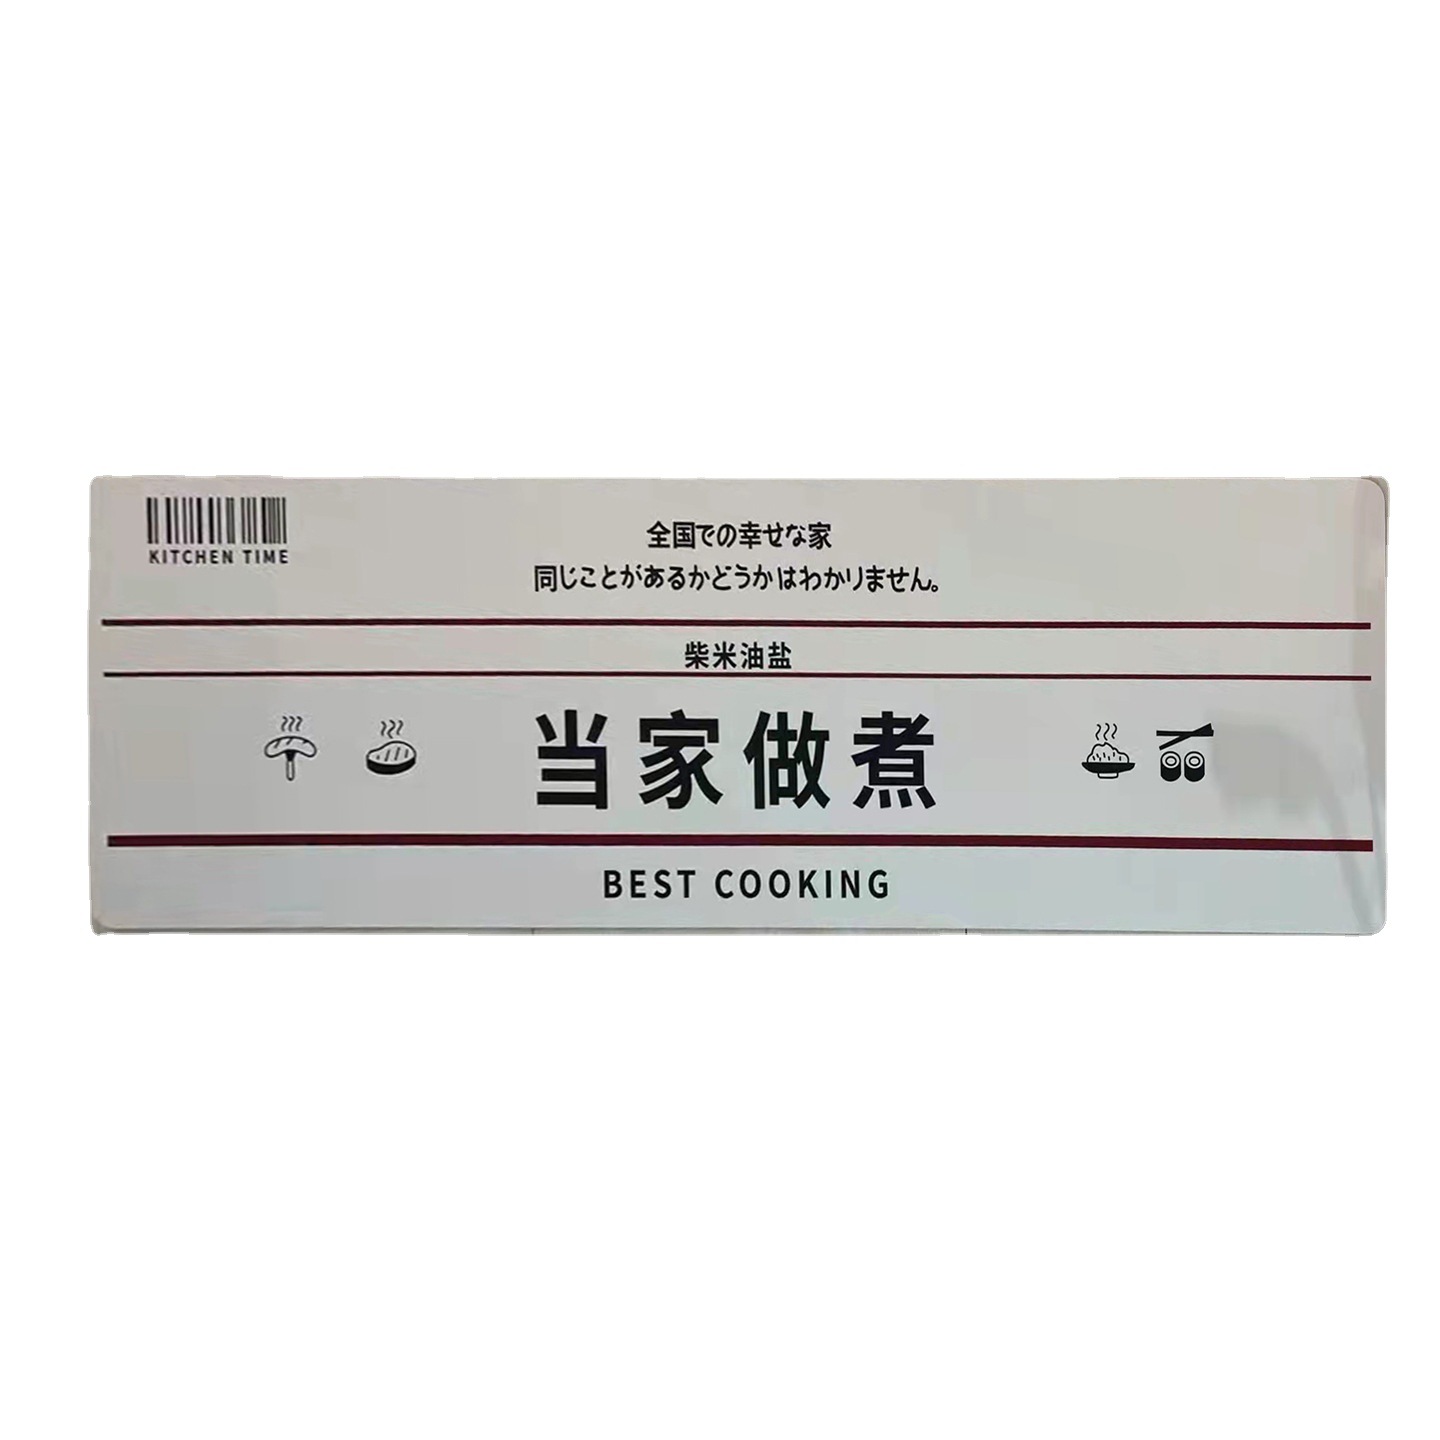 KITCHEN TIME
全国での幸せな家
同じことがあるかどうかはわかりません。
柴米油盐
当家做煮
BEST COOKING